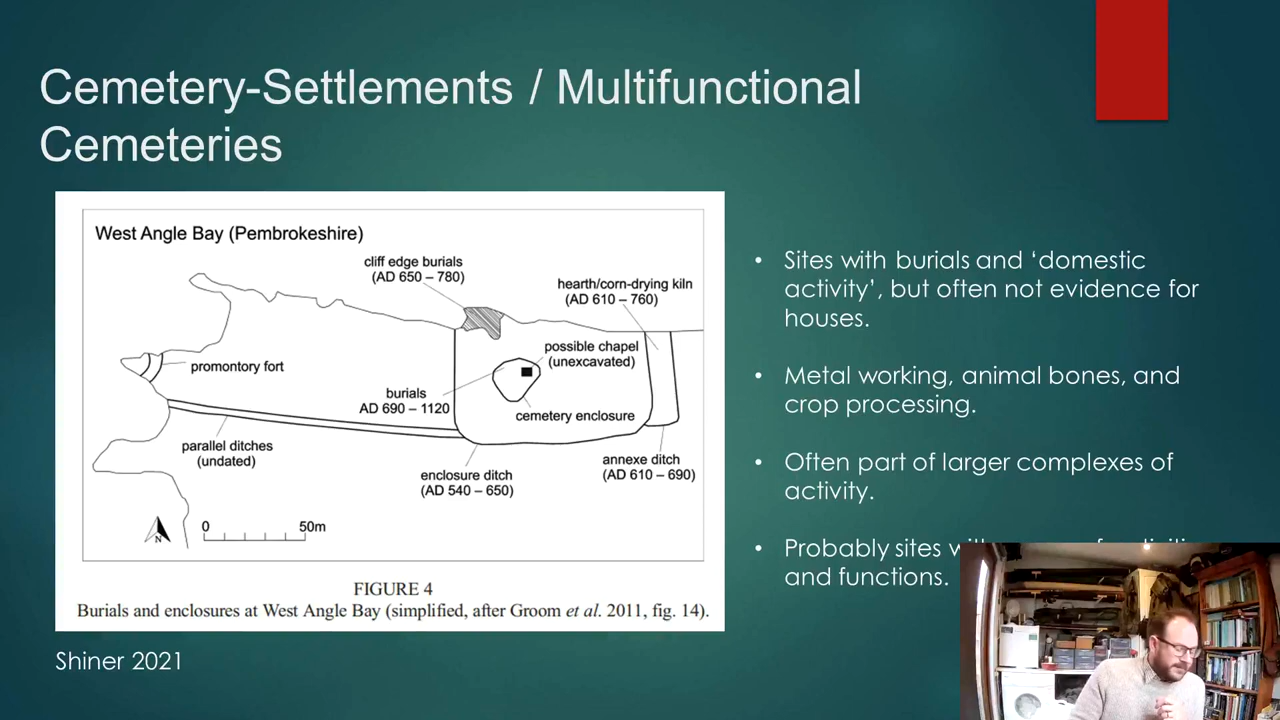 Cemetery-Settlements / Multifunctional
Cemeteries
West Angle Bay (Pembrokeshire)
cliff edge burials
(AD 650 – 780)
hearth/corn-drying kiln
(AD 610 – 760)
possible chapel
(unexcavated)
promontory fort
burials
AD 690 – 1120
cemetery enclosure
parallel ditches
(undated)
enclosure ditch
(AD 540 – 650)
annexe ditch
(AD 610 – 690)
N
0
50m
FIGURE 4
Burials and enclosures at West Angle Bay (simplified, after Groom et al. 2011, fig. 14).
Shiner 2021
• Sites with burials and ‘domestic
activity’, but often not evidence for
houses.
• Metal working, animal bones, and
crop processing.
• Often part of larger complexes of
activity.
• Probably sites
and functions.